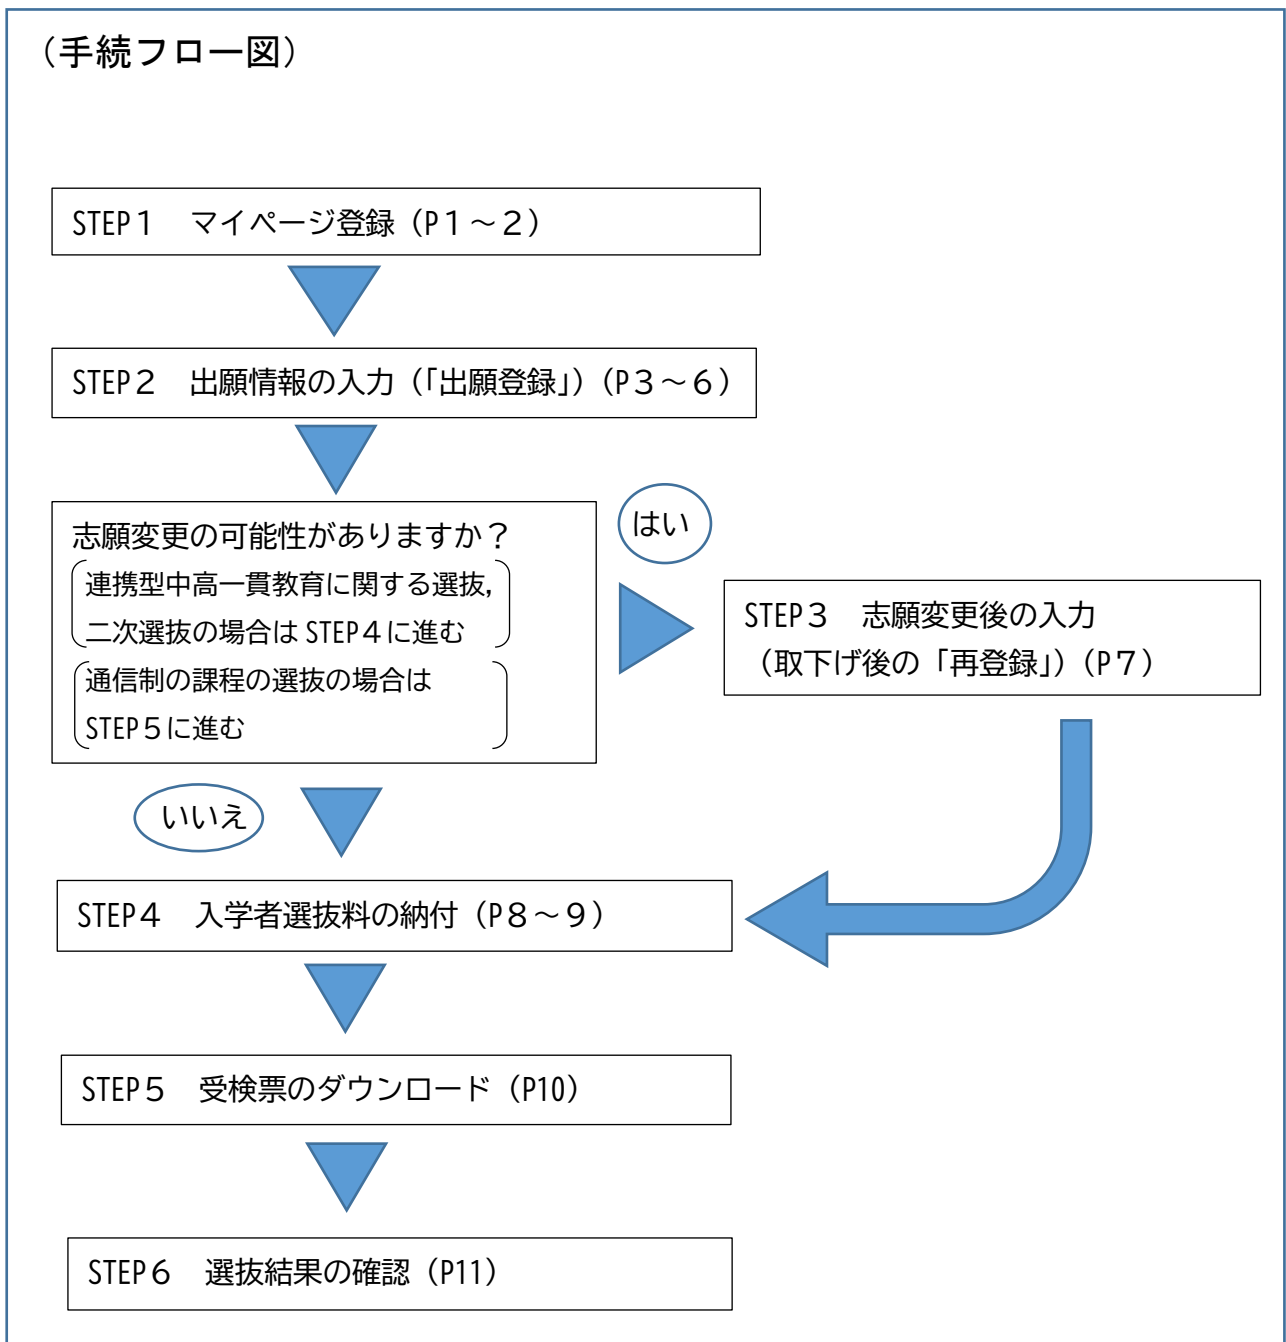 （手続フロー図）
STEP１　マイページ登録（P１～２）
STEP２　出願情報の入力（「出願登録」）（P３～６）
志願変更の可能性がありますか？
連携型中高一貫教育に関する選抜，
二次選抜の場合は STEP４に進む
通信制の課程の選抜の場合は
STEP５に進む
はい
STEP３　志願変更後の入力
（取下げ後の「再登録」）（P７）
いいえ
STEP４　入学者選抜料の納付（P８～９）
STEP５　受検票のダウンロード（P10）
STEP６　選抜結果の確認（P11）